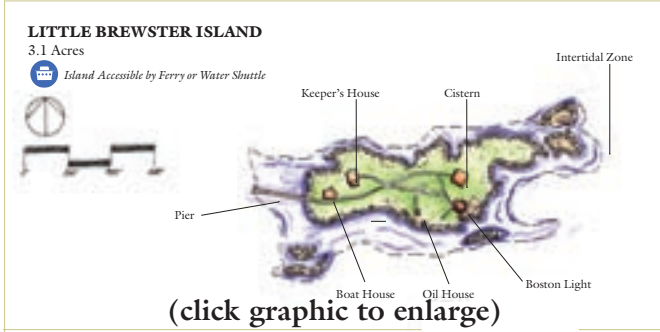 LITTLE BREWSTER ISLAND
3.1 Acres
Island Accessible by Ferry or Water Shuttle
Intertidal Zone
Keeper's House
Cistern
Pier
Boat House
Oil House
Boston Light
(click graphic to enlarge)